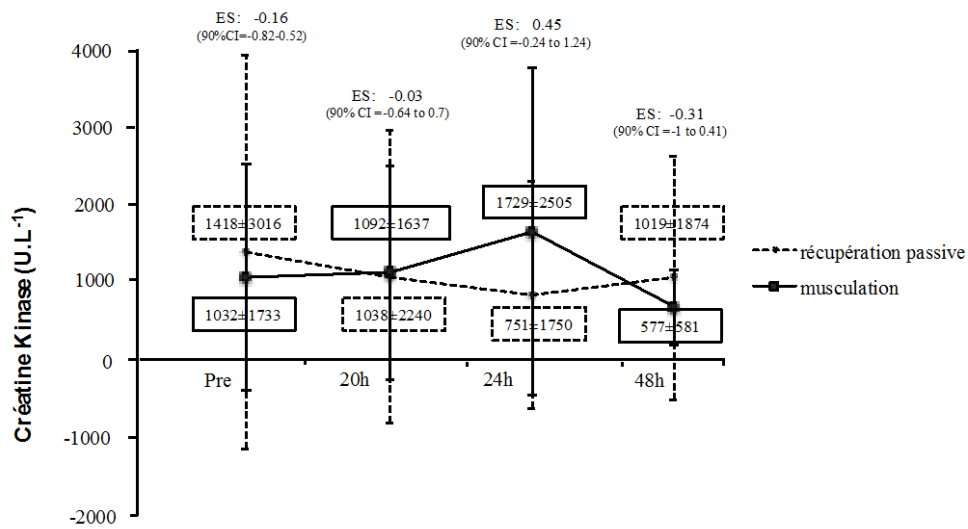 ES: -0.16
(90%CI=-0.82-0.52)
ES: 0.45
(90% CI =-0.24 to 1.24)
ES: -0.03
(90% CI =-0.64 to 0.7)
ES: -0.31
(90% CI =-1 to 0.41)
Créatine Kinase (U.L-1)
4000
3000
2000
1000
0
-1000
-2000
1418±3016
1092±1637
1729±2505
1019±1874
1032±1733
1038±2240
751±1750
577±581
Pre
20h
24h
48h
récupération passive
musculation